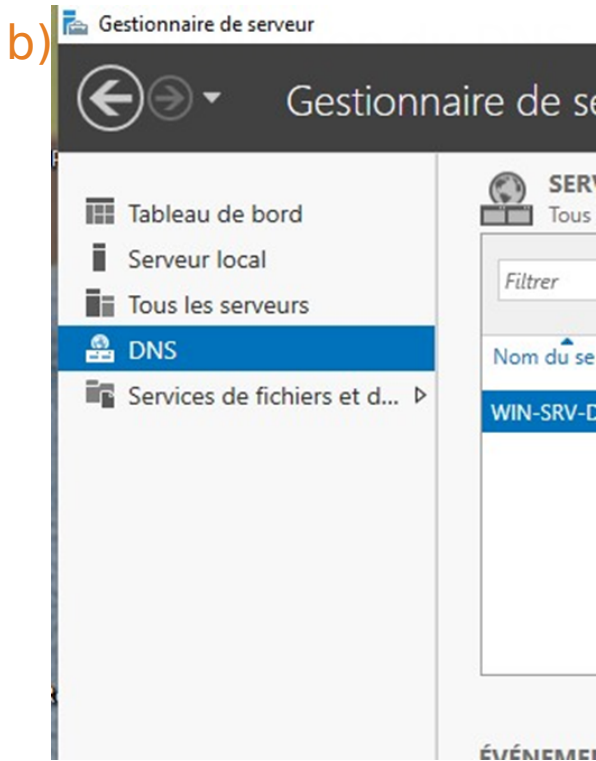 b)
Gestionnaire de serveur
Gestionnaire de se
Tableau de bord
Serveur local
Tous les serveurs
DNS
Services de fichiers et d...
SERV
Tous
Filtrer
Nom du se
WIN-SRV-D
ÉVÉNEME